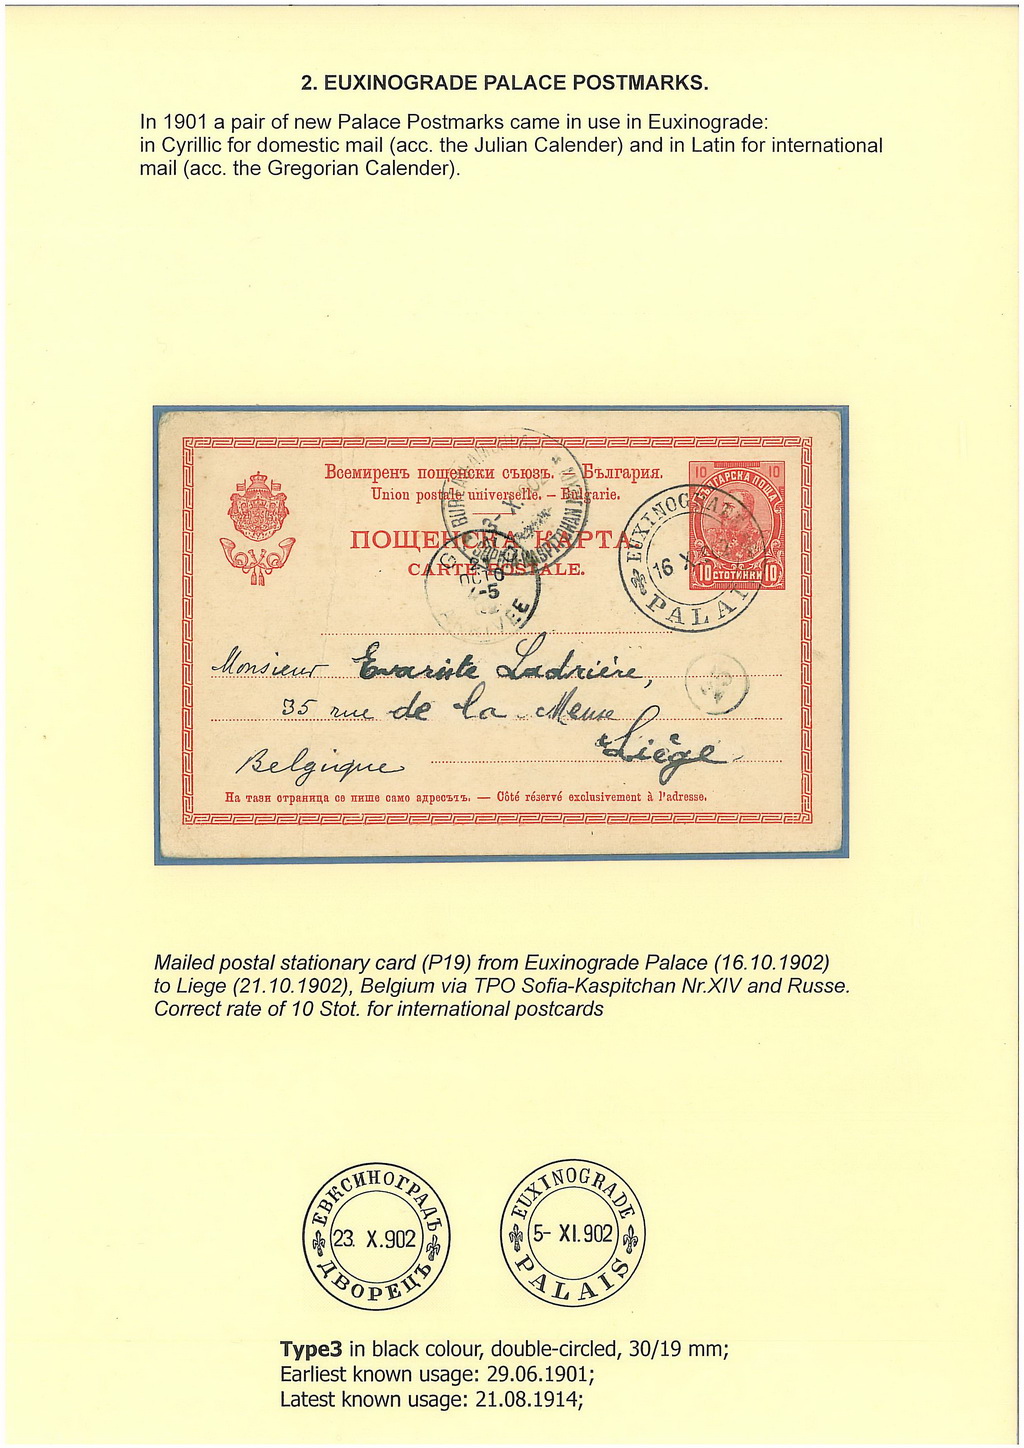 2. EUXINOGRADE PALACE POSTMARKS.
In 1901 a pair of new Palace Postmarks came in use in Euxinograde:
in Cyrillic for domestic mail (acc. the Julian Calender) and in Latin for international
mail (acc. the Gregorian Calender).
Всемиренъ пощенски съюзъ. – България.
Union postale universelle. – Bulgarie.
ПОЩЕНСКА КАРТА
CARTE POSTALE.
10 10
БЪЛГАРСКА ПОЩА
10 СТОТИНКИ 10
EUXINOGRADE
16 X
PALAIS
OCT
Monsieur Evariste Ladrière,
35 rue de la Meuse
Liège
Belgique
На тази страница се пише само адресътъ. — Côté réservé exclusivement à l'adresse.
Mailed postal stationary card (P19) from Euxinograde Palace (16.10.1902)
to Liege (21.10.1902), Belgium via TPO Sofia-Kaspitchan Nr.XIV and Russe.
Correct rate of 10 Stot. for international postcards
ЕВКСИНОГРАДЪ
23. X.902
ДВОРЕЦЪ
EUXINOGRADE
5- XI.902
PALAIS
Type3 in black colour, double-circled, 30/19 mm;
Earliest known usage: 29.06.1901;
Latest known usage: 21.08.1914;